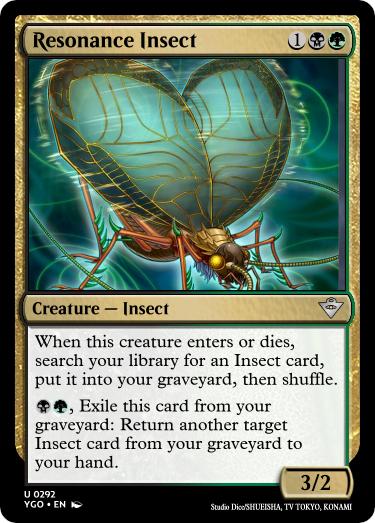 Resonance Insect 1
Creature — Insect
When this creature enters or dies,
search your library for an Insect card,
put it into your graveyard, then shuffle.
, Exile this card from your
graveyard: Return another target
Insect card from your graveyard to
your hand.
3/2
U 0292
YGO • EN
Studio Dice/SHUEISHA, TV TOKYO, KONAMI